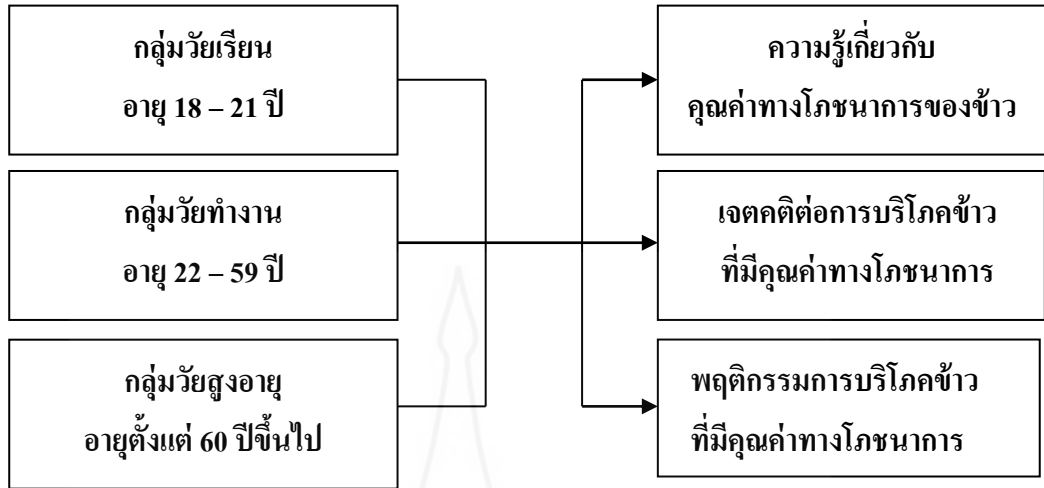 กลุ่มวัยเรียน
อายุ 18 – 21 ปี
กลุ่มวัยทำงาน
อายุ 22 – 59 ปี
กลุ่มวัยสูงอายุ
อายุตั้งแต่ 60 ปีขึ้นไป
ความรู้เกี่ยวกับ
คุณค่าทางโภชนาการของข้าว
เจตคติต่อการบริโภคข้าว
ที่มีคุณค่าทางโภชนาการ
พฤติกรรมการบริโภคข้าว
ที่มีคุณค่าทางโภชนาการ